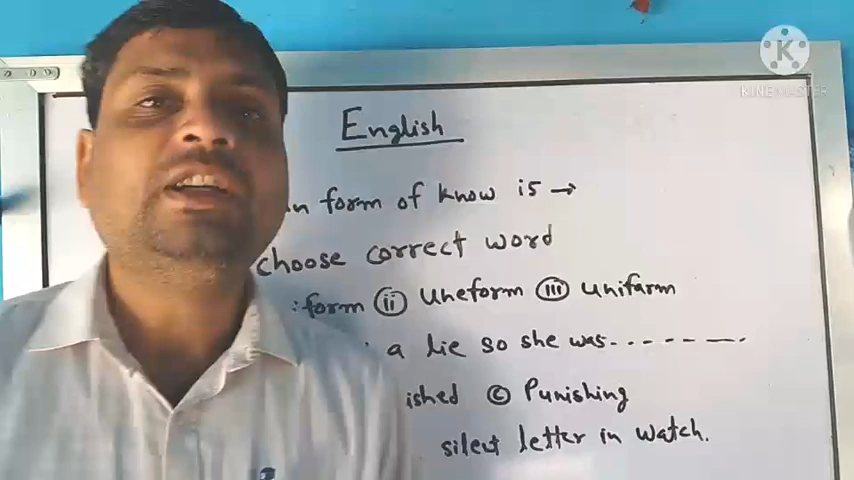 English
form of know is →
choose correct word
form (ii) Uneform (iii) Unifarm
a lie so she was
ished (c) Punishing
silent letter in watch.
K
KINEMASTER